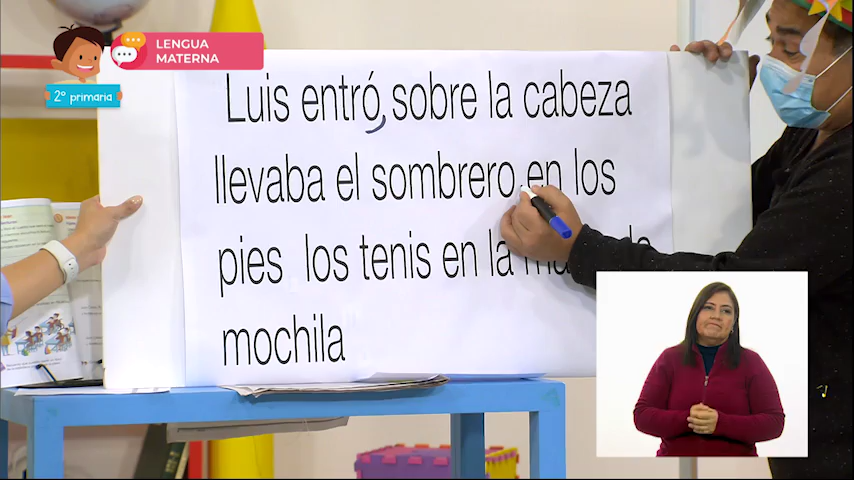 LENGUA
MATERNA
2° primaria
Luis entró, sobre la cabeza
llevaba el sombrero en los
pies los tenis en la
mochila